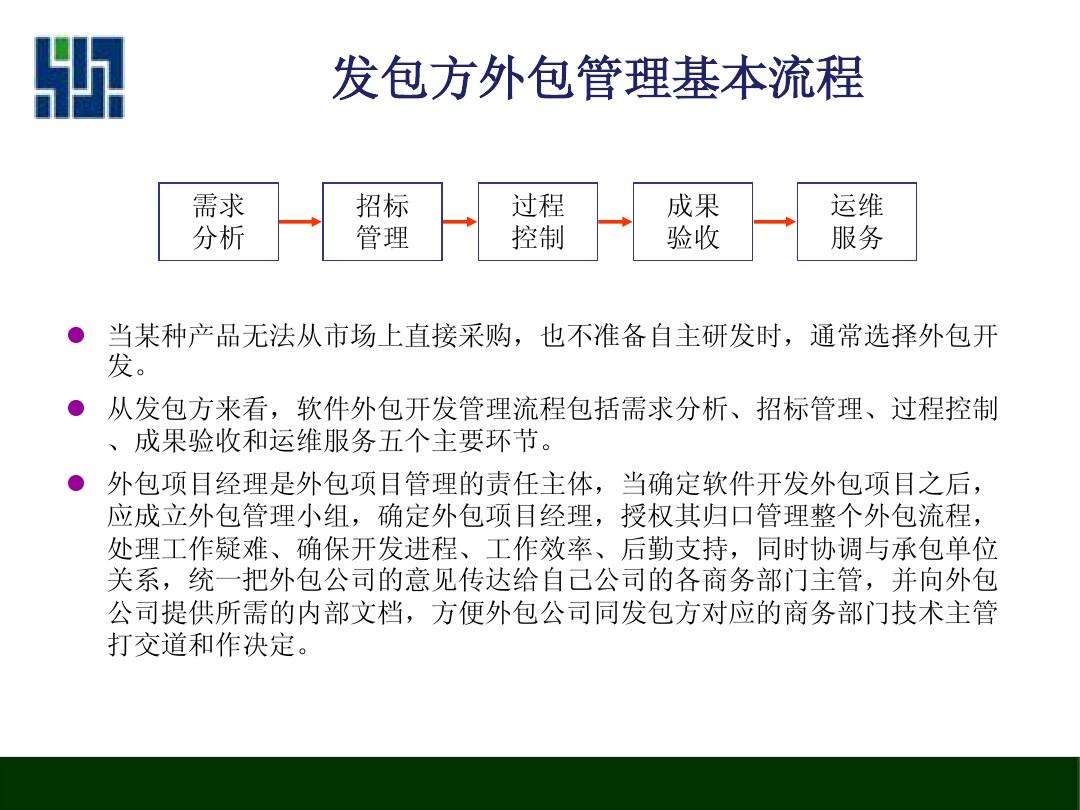 发包方外包管理基本流程
需求
分析
招标
管理
过程
控制
成果
验收
运维
服务
当某种产品无法从市场上直接采购，也不准备自主研发时，通常选择外包开
发。
从发包方来看，软件外包开发管理流程包括需求分析、招标管理、过程控制
、成果验收和运维服务五个主要环节。
外包项目经理是外包项目管理的责任主体，当确定软件开发外包项目之后，
应成立外包管理小组，确定外包项目经理，授权其归口管理整个外包流程，
处理工作疑难、确保开发进程、工作效率、后勤支持，同时协调与承包单位
关系，统一把外包公司的意见传达给自己公司的各商务部门主管，并向外包
公司提供所需的内部文档，方便外包公司同发包方对应的商务部门技术主管
打交道和作决定。